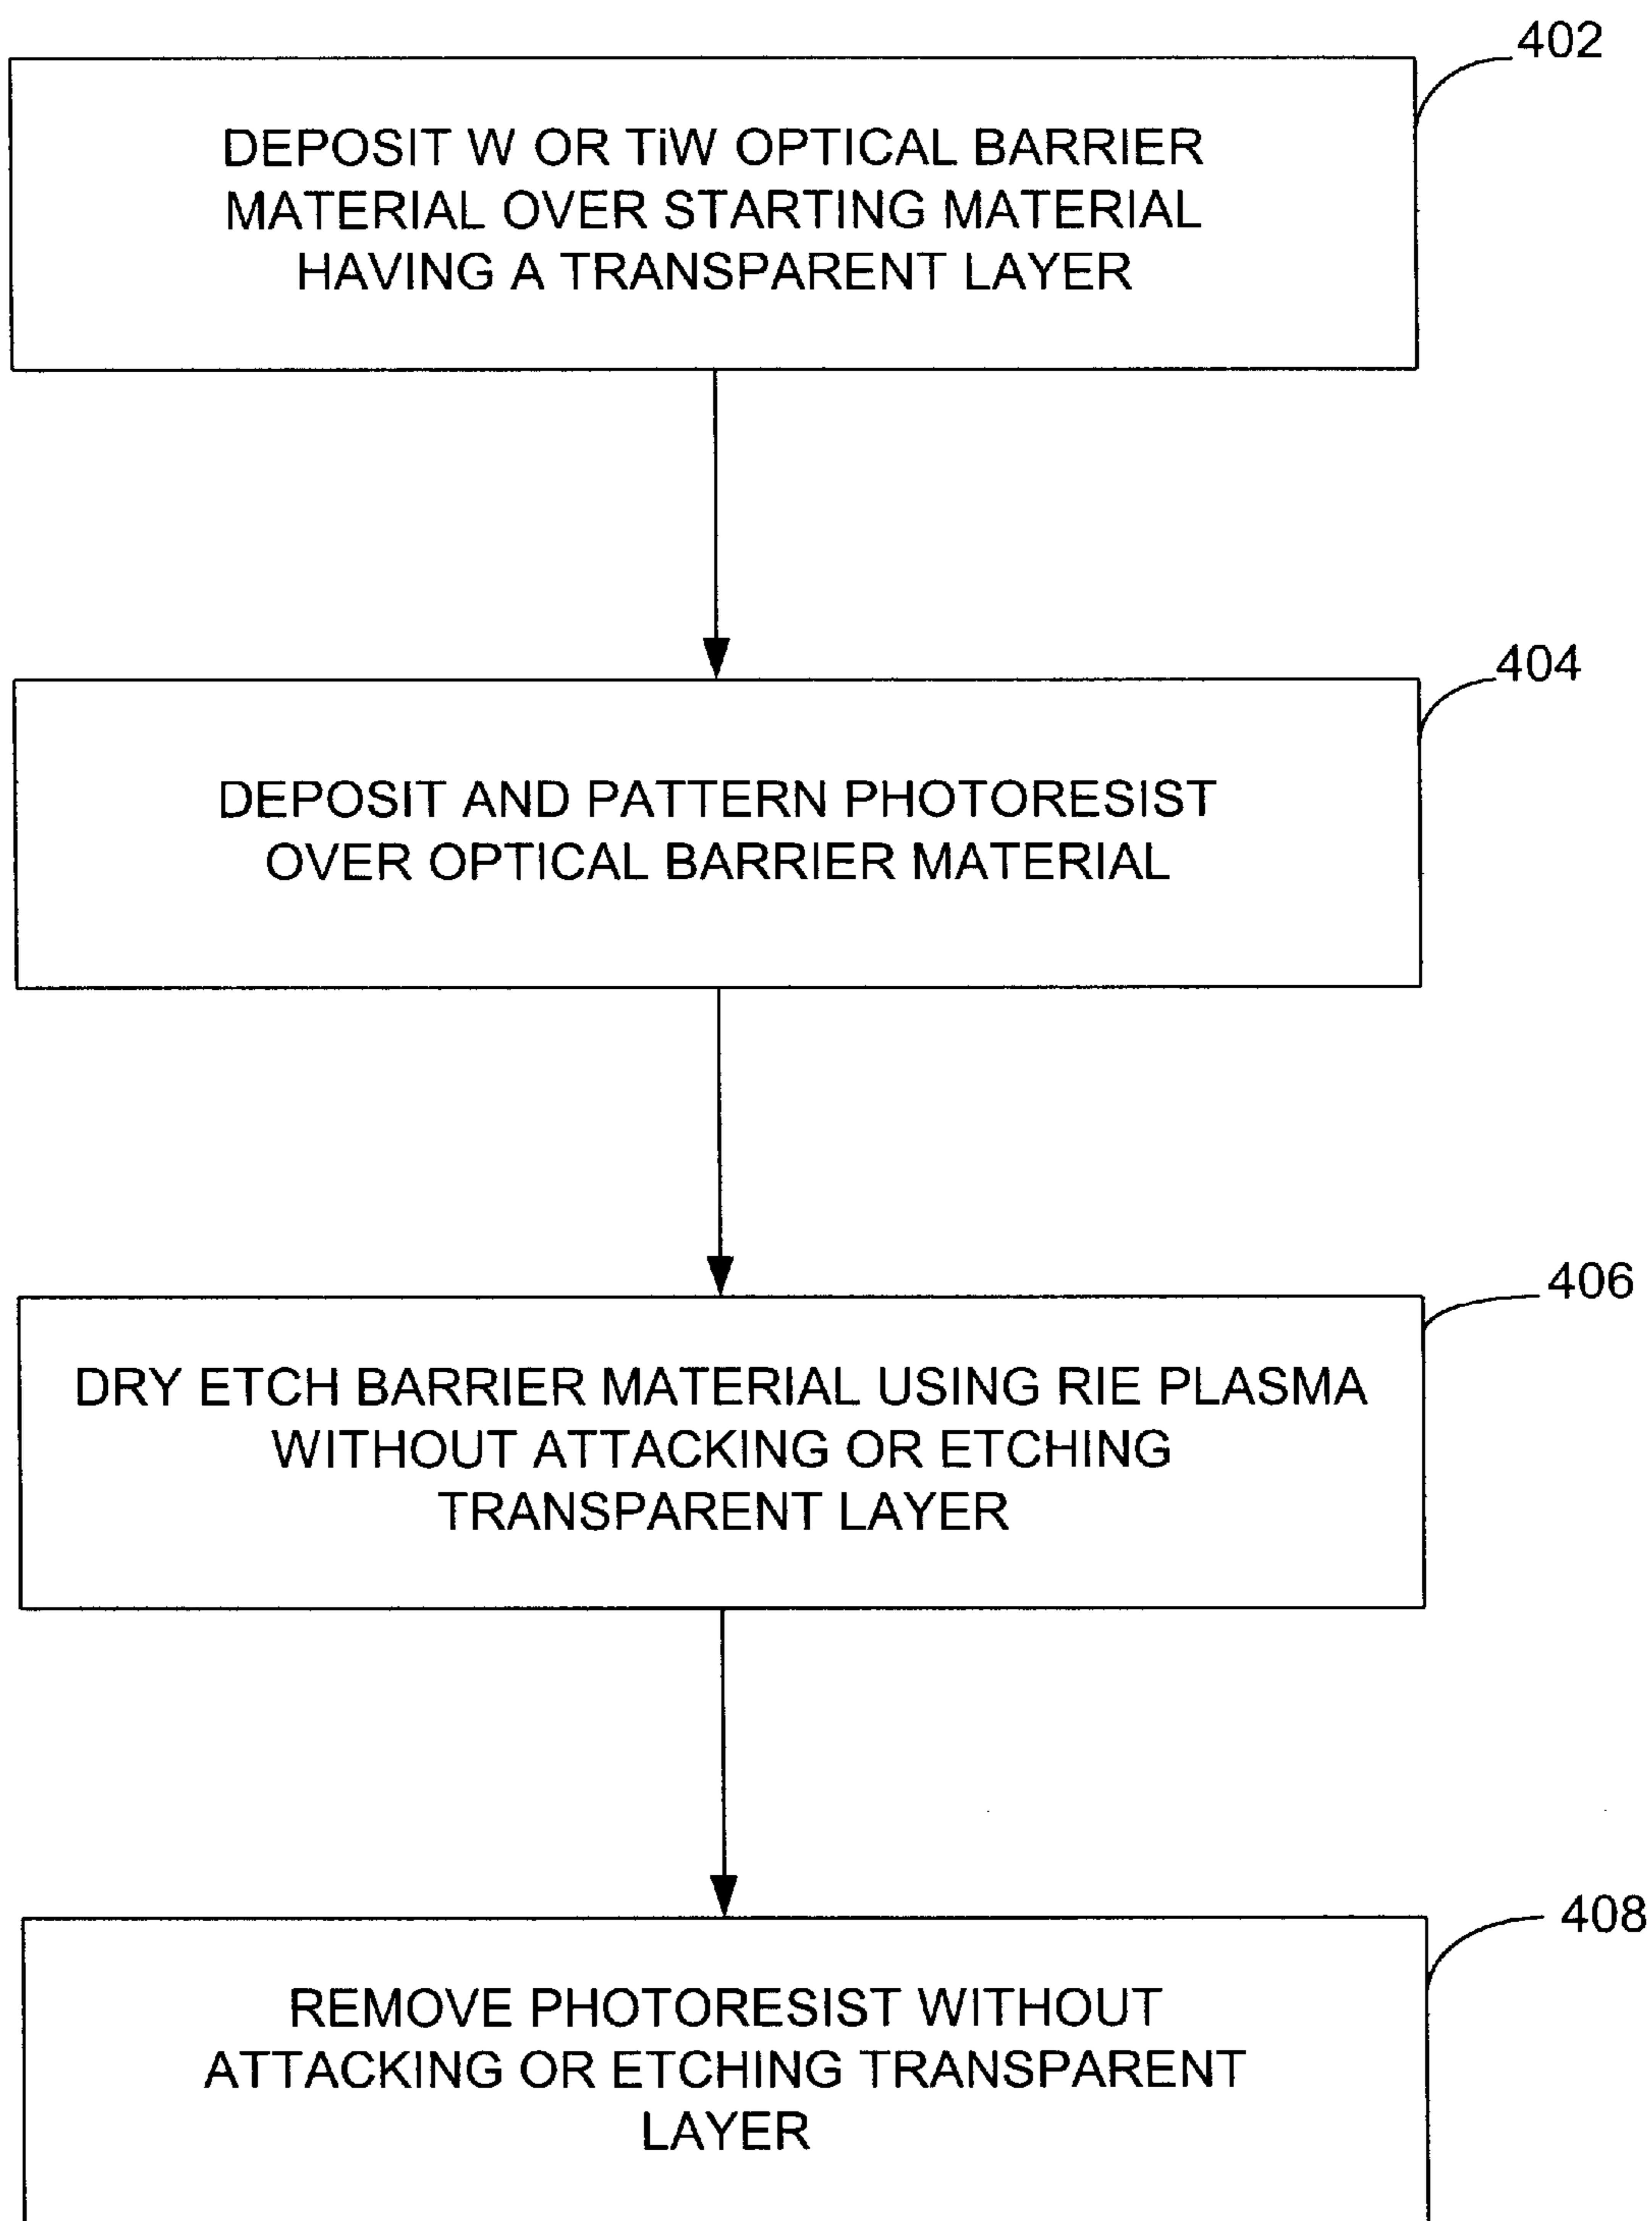 402
DEPOSIT W OR TiW OPTICAL BARRIER
MATERIAL OVER STARTING MATERIAL
HAVING A TRANSPARENT LAYER
404
DEPOSIT AND PATTERN PHOTORESIST
OVER OPTICAL BARRIER MATERIAL
406
DRY ETCH BARRIER MATERIAL USING RIE PLASMA
WITHOUT ATTACKING OR ETCHING
TRANSPARENT LAYER
408
REMOVE PHOTORESIST WITHOUT
ATTACKING OR ETCHING TRANSPARENT
LAYER